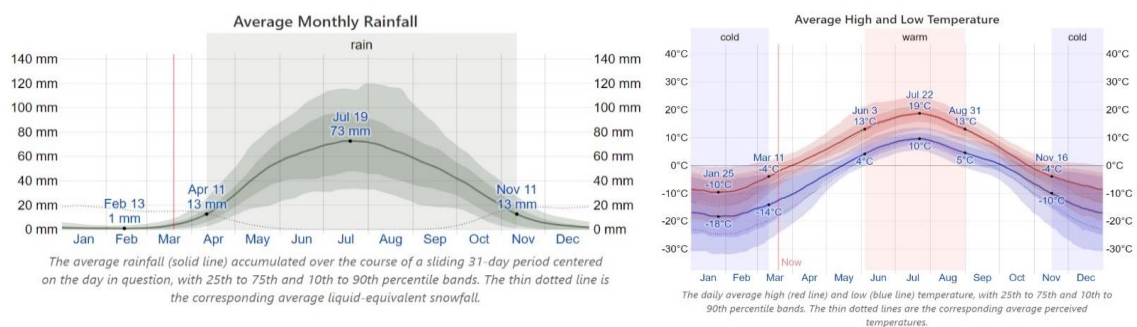 Average Monthly Rainfall
rain
140 mm 140 mm
120 mm 120 mm
100 mm 100 mm
80 mm 80 mm
60 mm 60 mm
40 mm 40 mm
20 mm 20 mm
0 mm 0 mm
Jul 19
73 mm
Apr 11
13 mm
Nov 11
13 mm
Feb 13
1 mm
Jan Feb Mar Apr May Jun Jul Aug Sep Oct Nov Dec
The average rainfall (solid line) accumulated over the course of a sliding 31-day period centered
on the day in question, with 25th to 75th and 10th to 90th percentile bands. The thin dotted line is
the corresponding average liquid-equivalent snowfall.
Average High and Low Temperature
cold warm cold
40°C 40°C
30°C 30°C
20°C 20°C
10°C 10°C
0°C 0°C
-10°C -10°C
-20°C -20°C
-30°C -30°C
Jul 22
19°C
Jun 3
13°C
Aug 31
13°C
Mar 11
-4°C
Nov 16
-4°C
Jan 25
-10°C
10°C
4°C
5°C
-10°C
-14°C
-18°C
Now
Jan Feb Mar Apr May Jun Jul Aug Sep Oct Nov Dec
The daily average high (red line) and low (blue line) temperature, with 25th to 75th and 10th to
90th percentile bands. The thin dotted lines are the corresponding average perceived
temperatures.